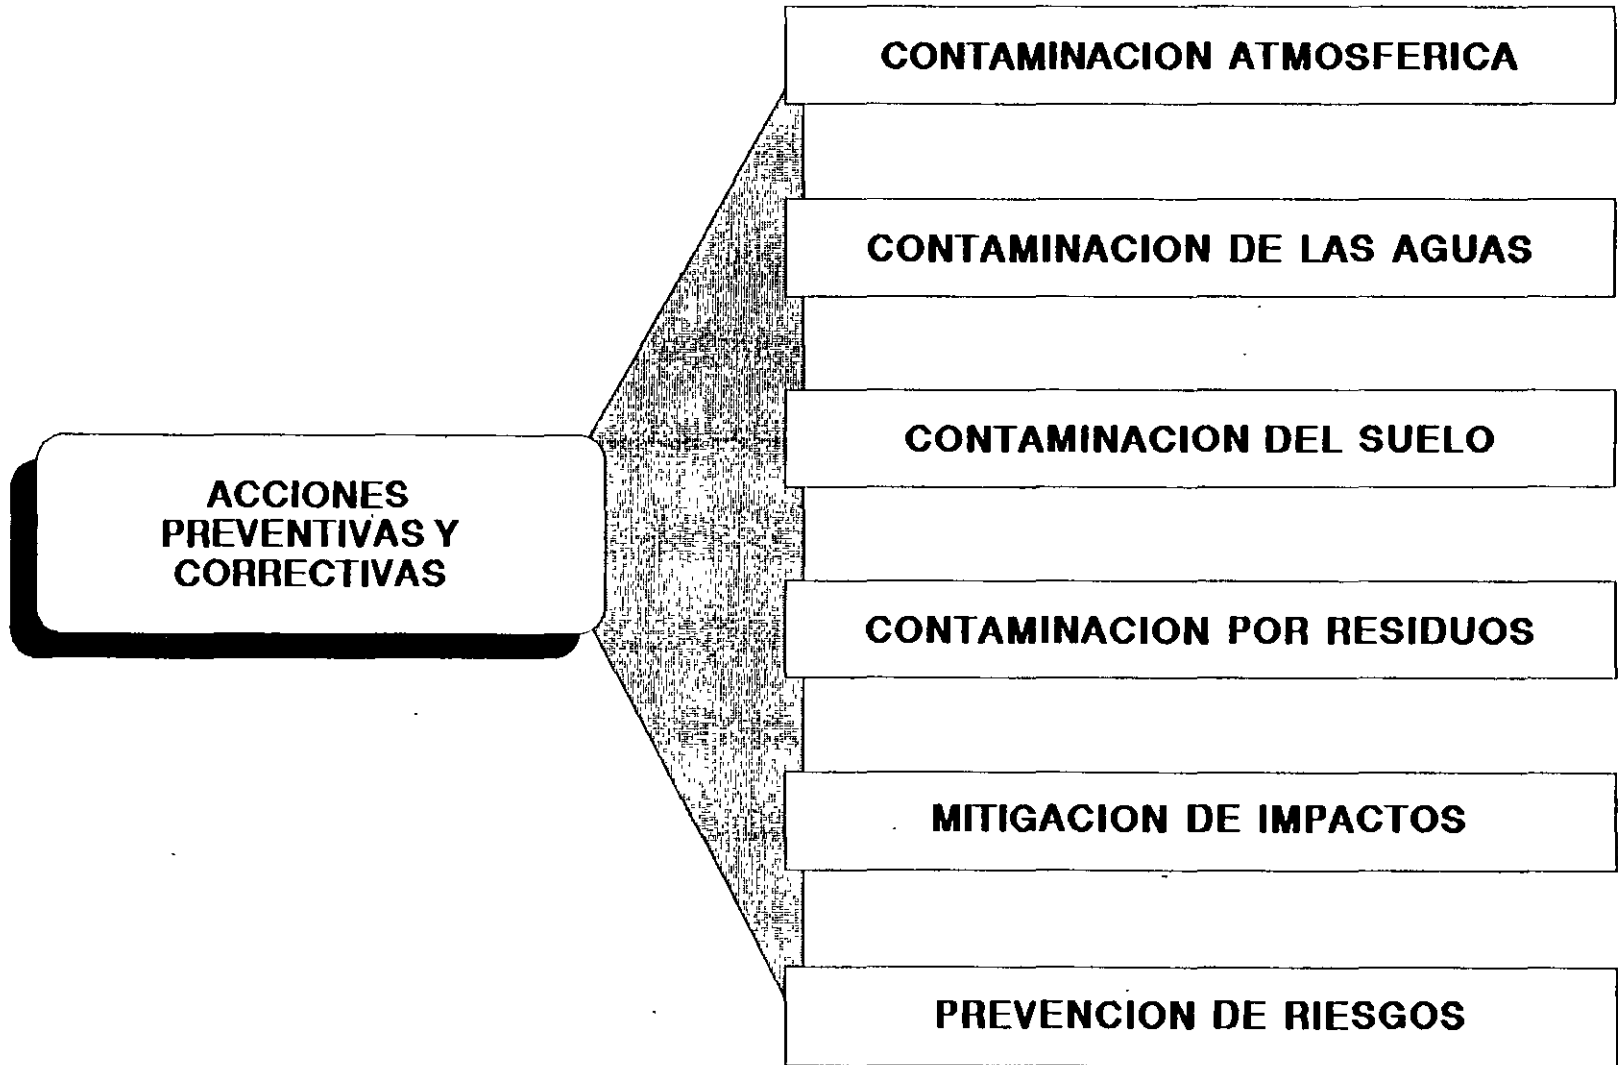 CONTAMINACION ATMOSFERICA
CONTAMINACION DE LAS AGUAS
CONTAMINACION DEL SUELO
ACCIONES
PREVENTIVAS Y
CORRECTIVAS
CONTAMINACION POR RESIDUOS
MITIGACION DE IMPACTOS
PREVENCION DE RIESGOS